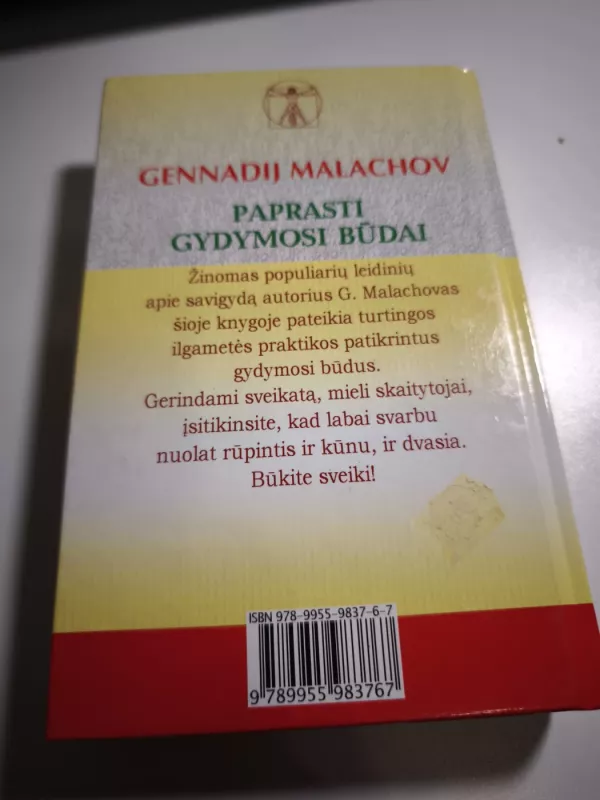 GENNADIJ MALACHOV
PAPRASTI
GYDYMOSI BŪDAI
Žinomas populiarių leidinių
apie savigydą autorius G. Malachovas
šioje knygoje pateikia turtingos
ilgametės praktikos patikrintus
gydymosi būdus.
Gerindami sveikatą, mieli skaitytojai,
įsitikinsite, kad labai svarbu
nuolat rūpintis ir kūnu, ir dvasia.
Būkite sveiki!
ISBN 978-9955-9837-6-7
9 789955 983767